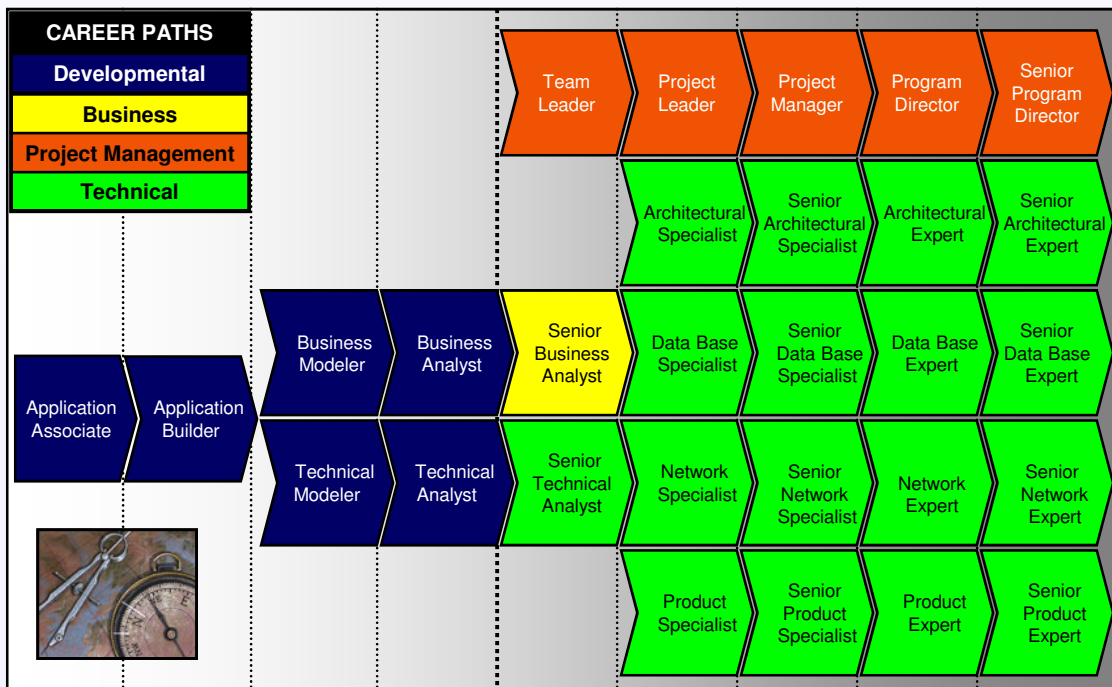 CAREER PATHS
Developmental
Business
Project Management
Technical
Team
Leader
Project
Leader
Project
Manager
Program
Director
Senior
Program
Director
Architectural
Specialist
Senior
Architectural
Specialist
Architectural
Expert
Senior
Architectural
Expert
Business
Modeler
Business
Analyst
Senior
Business
Analyst
Data Base
Specialist
Senior
Data Base
Specialist
Data Base
Expert
Senior
Data Base
Expert
Application
Associate
Application
Builder
Technical
Modeler
Technical
Analyst
Senior
Technical
Analyst
Network
Specialist
Senior
Network
Specialist
Network
Expert
Senior
Network
Expert
Product
Specialist
Senior
Product
Specialist
Product
Expert
Senior
Product
Expert